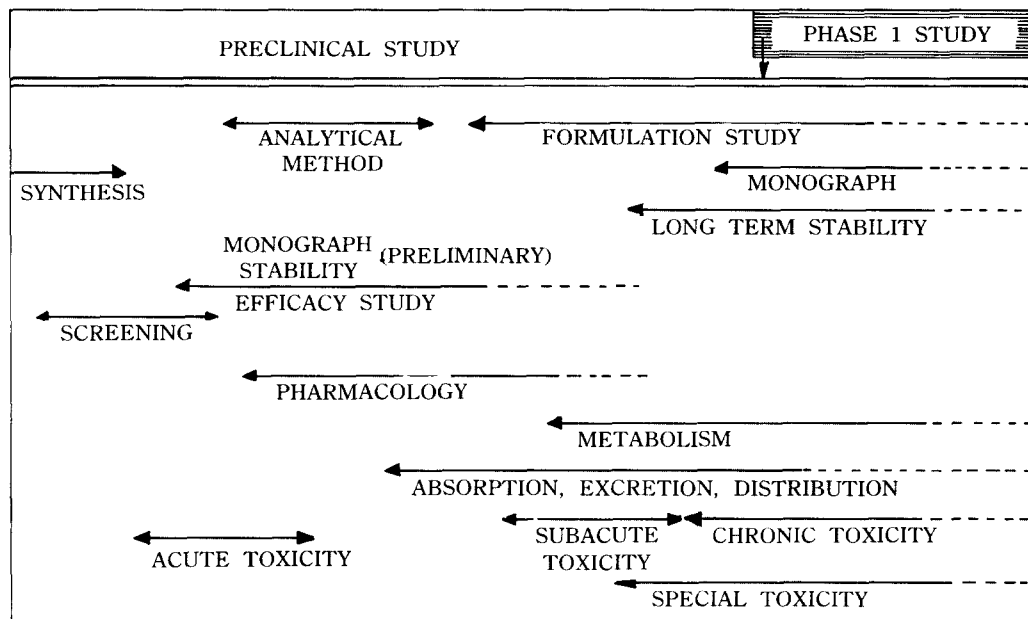 PRECLINICAL STUDY
PHASE 1 STUDY
ANALYTICAL
METHOD
FORMULATION STUDY
SYNTHESIS
MONOGRAPH
LONG TERM STABILITY
MONOGRAPH
STABILITY (PRELIMINARY)
EFFICACY STUDY
SCREENING
PHARMACOLOGY
METABOLISM
ABSORPTION, EXCRETION, DISTRIBUTION
SUBACUTE
TOXICITY
CHRONIC TOXICITY
ACUTE TOXICITY
SPECIAL TOXICITY